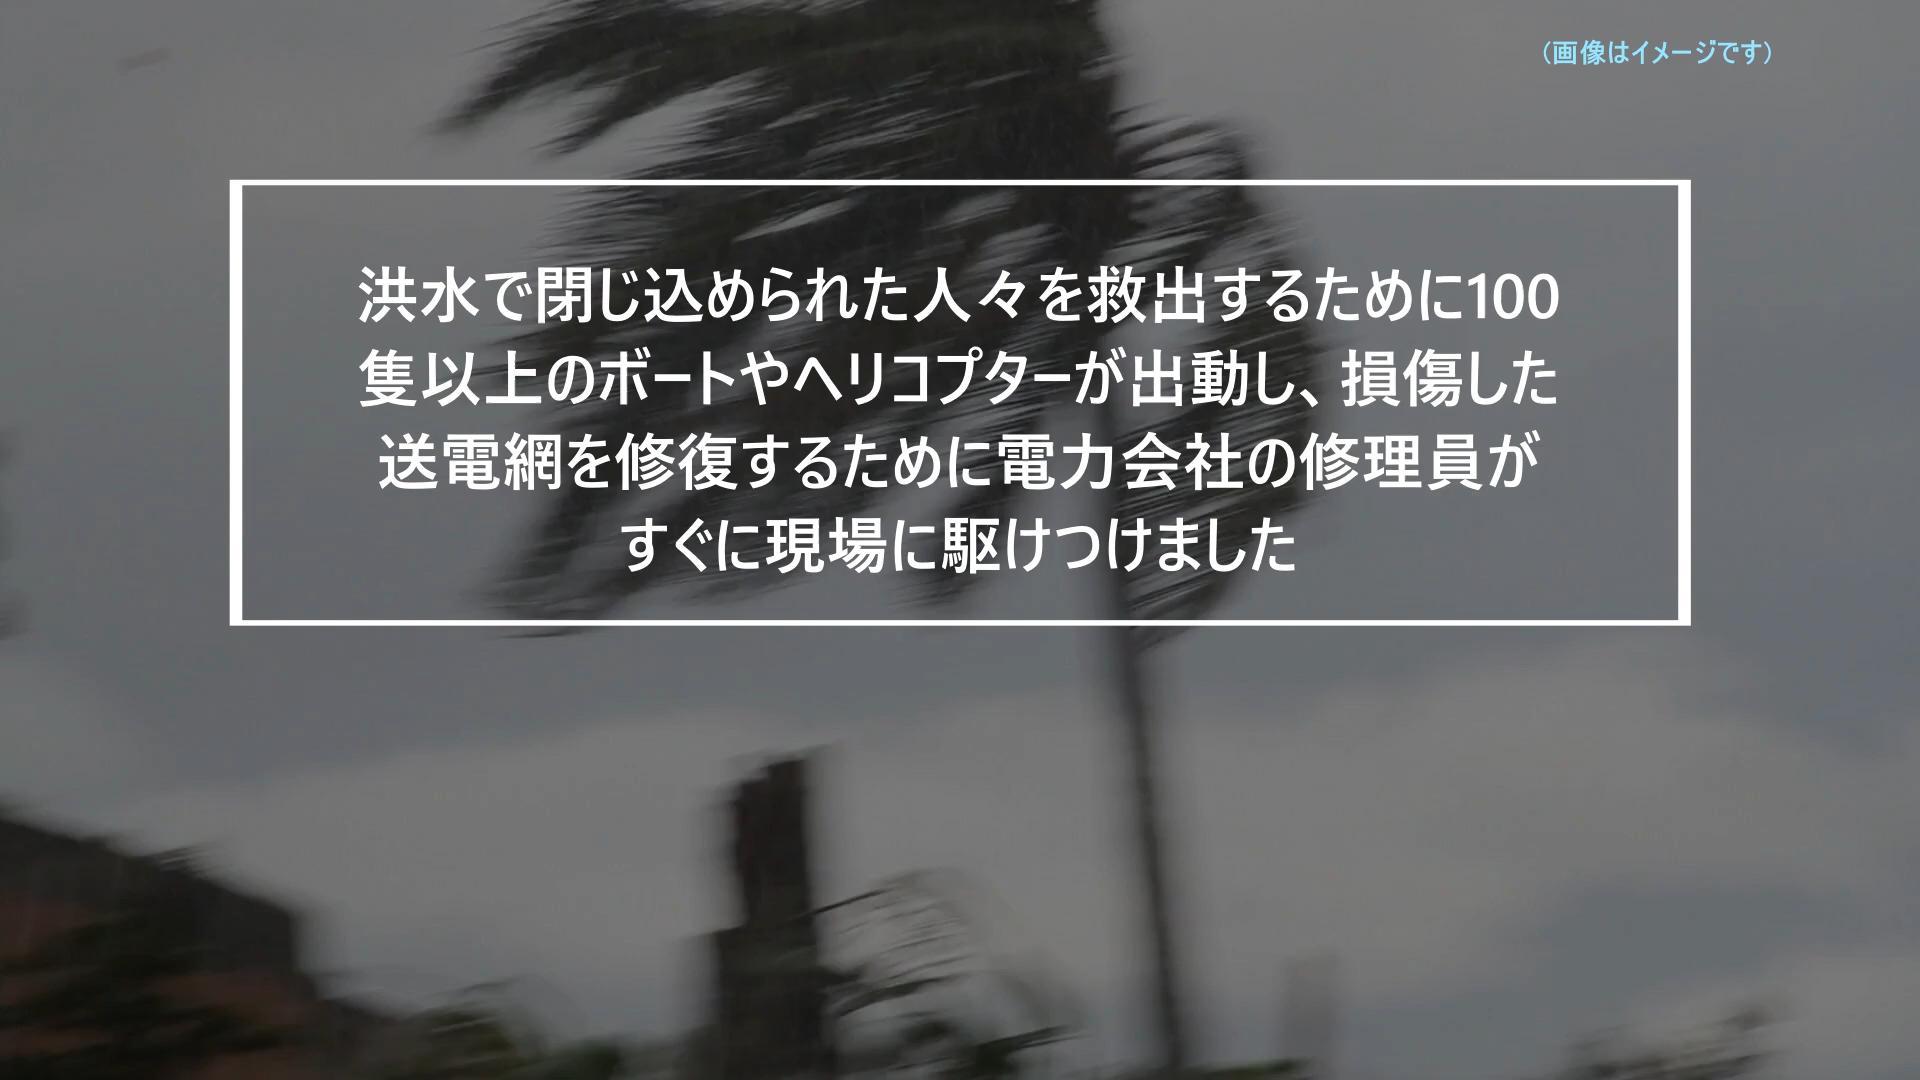 （画像はイメージです）
洪水で閉じ込められた人々を救出するために100
隻以上のボートやヘリコプターが出動し、損傷した
送電網を修復するために電力会社の修理員が
すぐに現場に駆けつけました